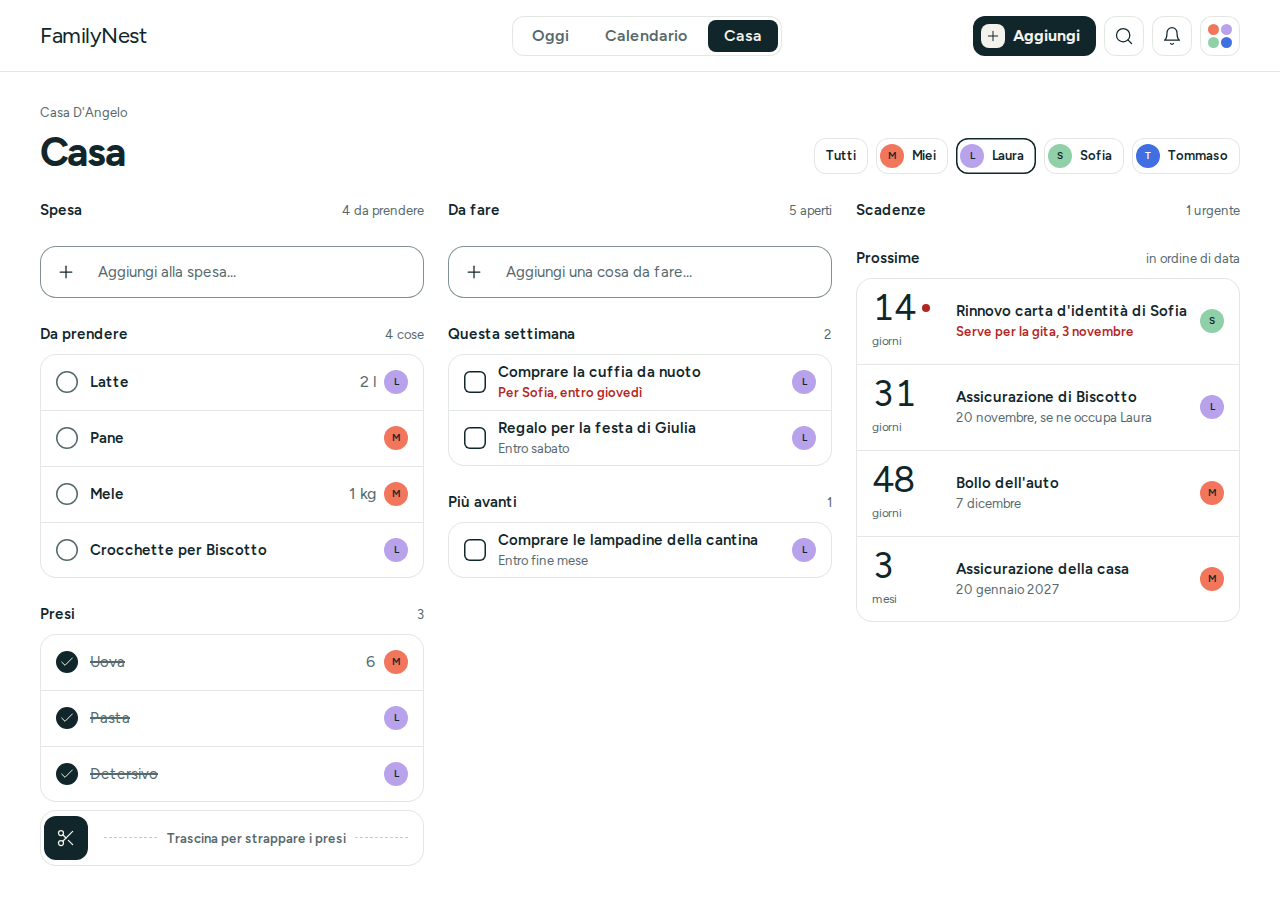 FamilyNest
Oggi
Calendario
Casa
Aggiungi
Casa D'Angelo
Casa
Tutti
M Miei
L Laura
S Sofia
T Tommaso
Spesa
4 da prendere
Aggiungi alla spesa...
Da prendere
4 cose
Latte
2 l
L
Pane
M
Mele
1 kg
M
Crocchette per Biscotto
L
Presi
3
Uova
6
M
Pasta
L
Detersivo
L
Trascina per strappare i presi
Da fare
5 aperti
Aggiungi una cosa da fare...
Questa settimana
2
Comprare la cuffia da nuoto
Per Sofia, entro giovedì
L
Regalo per la festa di Giulia
Entro sabato
L
Più avanti
1
Comprare le lampadine della cantina
Entro fine mese
L
Scadenze
1 urgente
Prossime
in ordine di data
14
giorni
Rinnovo carta d'identità di Sofia
Serve per la gita, 3 novembre
S
31
giorni
Assicurazione di Biscotto
20 novembre, se ne occupa Laura
L
48
giorni
Bollo dell'auto
7 dicembre
M
3
mesi
Assicurazione della casa
20 gennaio 2027
M